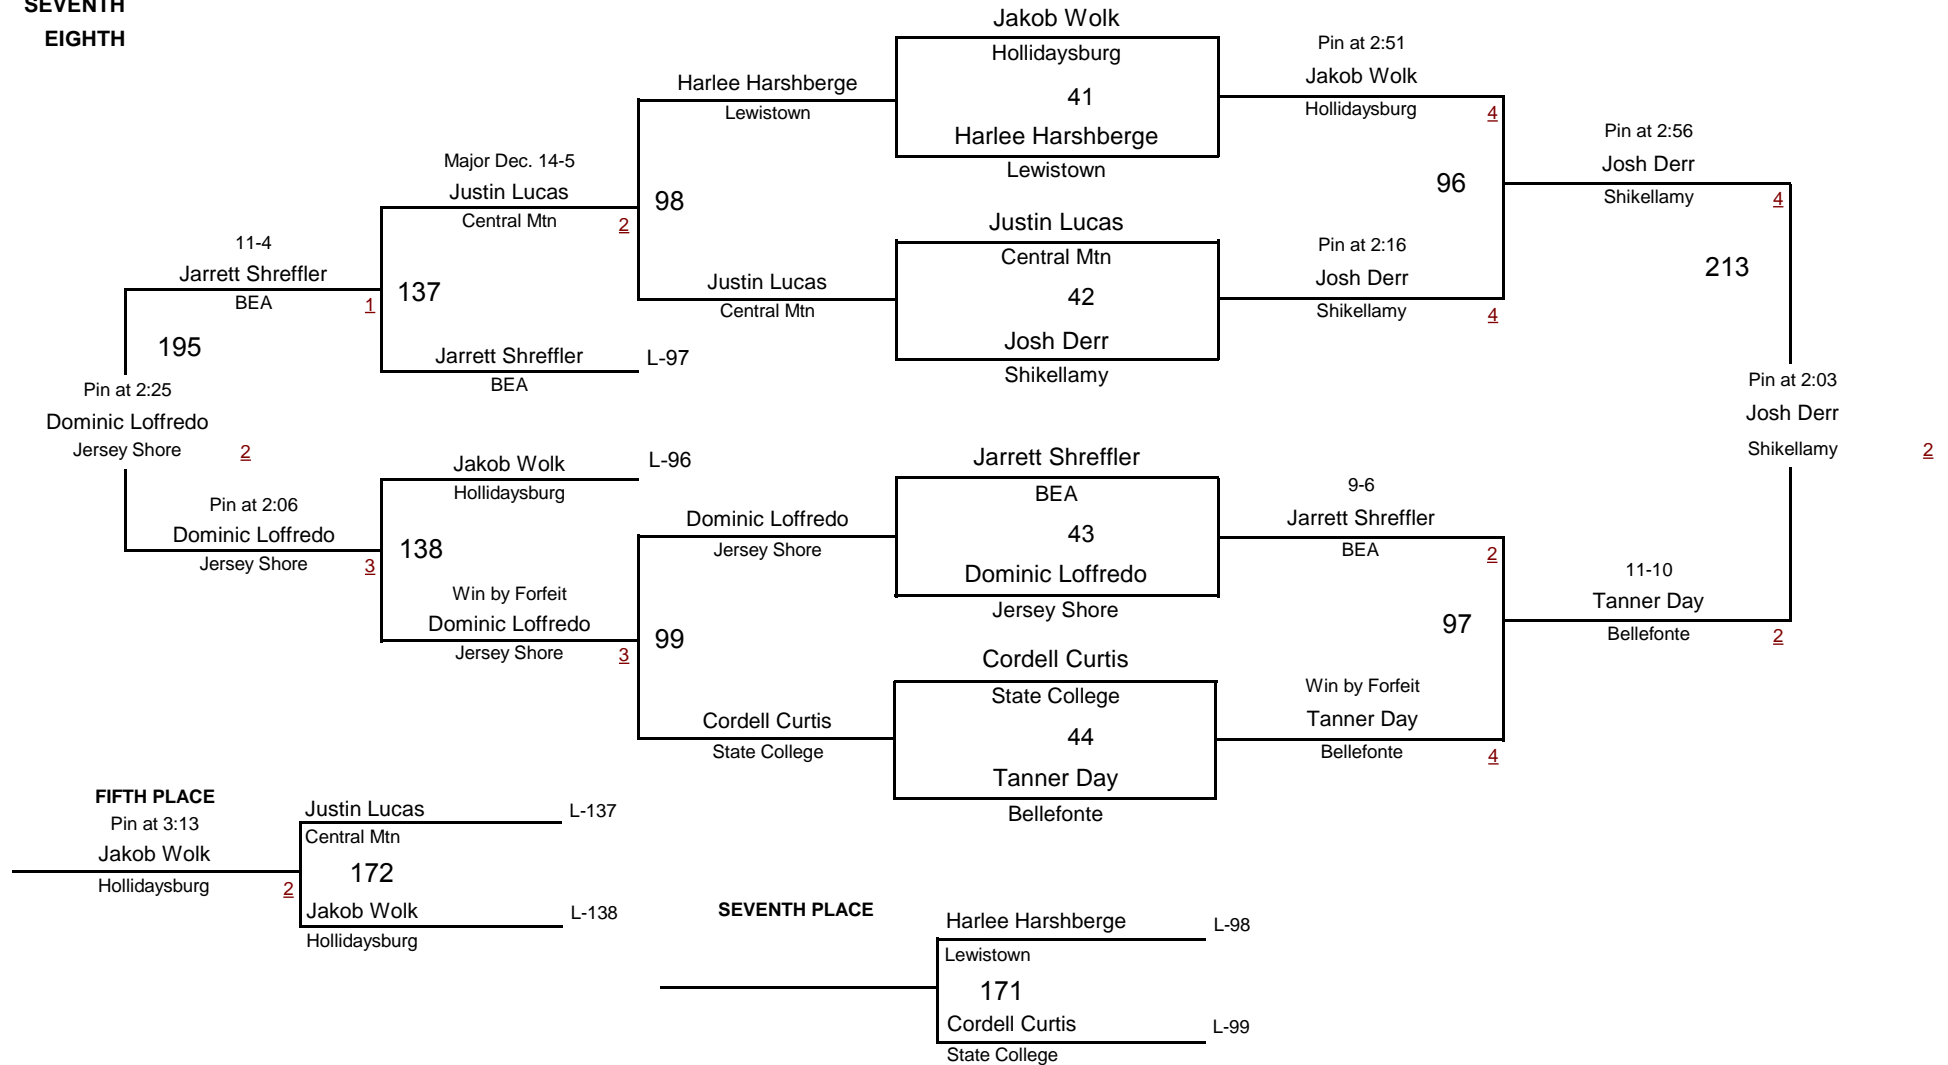 SEVENTH
EIGHTH
Jakob Wolk
Hollidaysburg
41
Harlee Harshberge
Lewistown
Pin at 2:51
Jakob Wolk
Hollidaysburg
4
Harlee Harshberge
Lewistown
Major Dec. 14-5
Justin Lucas
Central Mtn
2
98
Justin Lucas
Central Mtn
42
Josh Derr
Shikellamy
Pin at 2:16
Josh Derr
Shikellamy
4
96
Pin at 2:56
Josh Derr
Shikellamy
4
213
11-4
Jarrett Shreffler
BEA
1
137
Justin Lucas
Central Mtn
195
Jarrett Shreffler
BEA
L-97
Pin at 2:25
Dominic Loffredo
Jersey Shore
2
Pin at 2:03
Josh Derr
Shikellamy
2
Jakob Wolk
Hollidaysburg
L-96
Jarrett Shreffler
BEA
43
Dominic Loffredo
Jersey Shore
9-6
Jarrett Shreffler
BEA
2
Pin at 2:06
Dominic Loffredo
Jersey Shore
3
138
Dominic Loffredo
Jersey Shore
Win by Forfeit
Dominic Loffredo
Jersey Shore
3
99
97
11-10
Tanner Day
Bellefonte
2
Cordell Curtis
State College
44
Tanner Day
Bellefonte
Win by Forfeit
Tanner Day
Bellefonte
4
Cordell Curtis
State College
FIFTH PLACE
Pin at 3:13
Jakob Wolk
Hollidaysburg
2
Justin Lucas
Central Mtn
L-137
172
Jakob Wolk
Hollidaysburg
L-138
SEVENTH PLACE
Harlee Harshberge
Lewistown
L-98
171
Cordell Curtis
State College
L-99